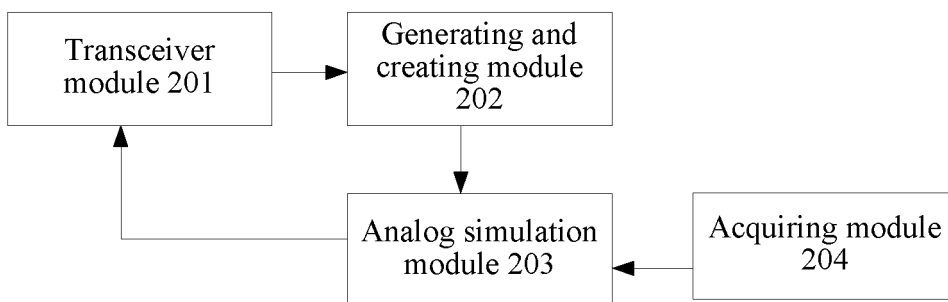 Transceiver
module 201
Generating and
creating module
202
Analog simulation
module 203
Acquiring module
204